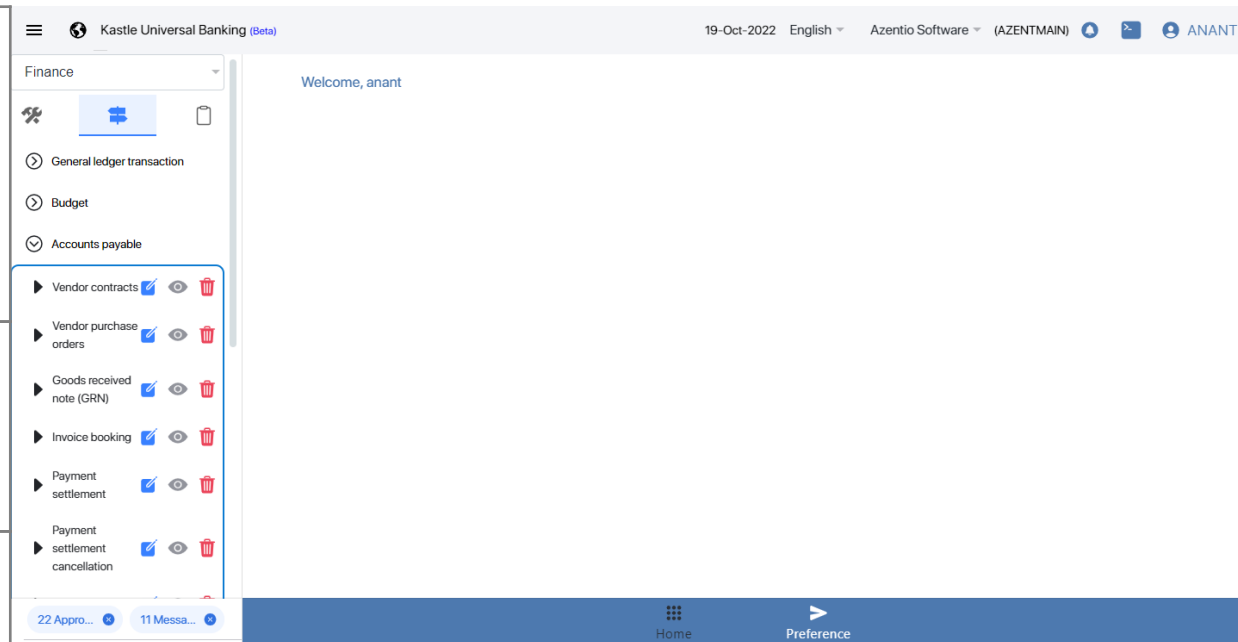 Kastle Universal Banking (Beta)
19-Oct-2022 English Azentio Software (AZENTMAIN) ANANT
Finance
Welcome, anant
General ledger transaction
Budget
Accounts payable
Vendor contracts
Vendor purchase
orders
Goods received
note (GRN)
Invoice booking
Payment
settlement
Payment
settlement
cancellation
22 Appro... 11 Messa...
Home Preference